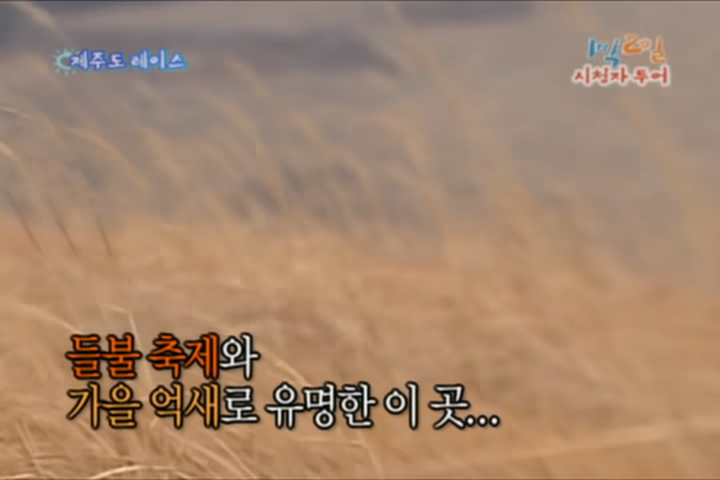 제주도 레이스
1박2일
시청자 투어
들불 축제와
가을 억새로 유명한 이 곳...